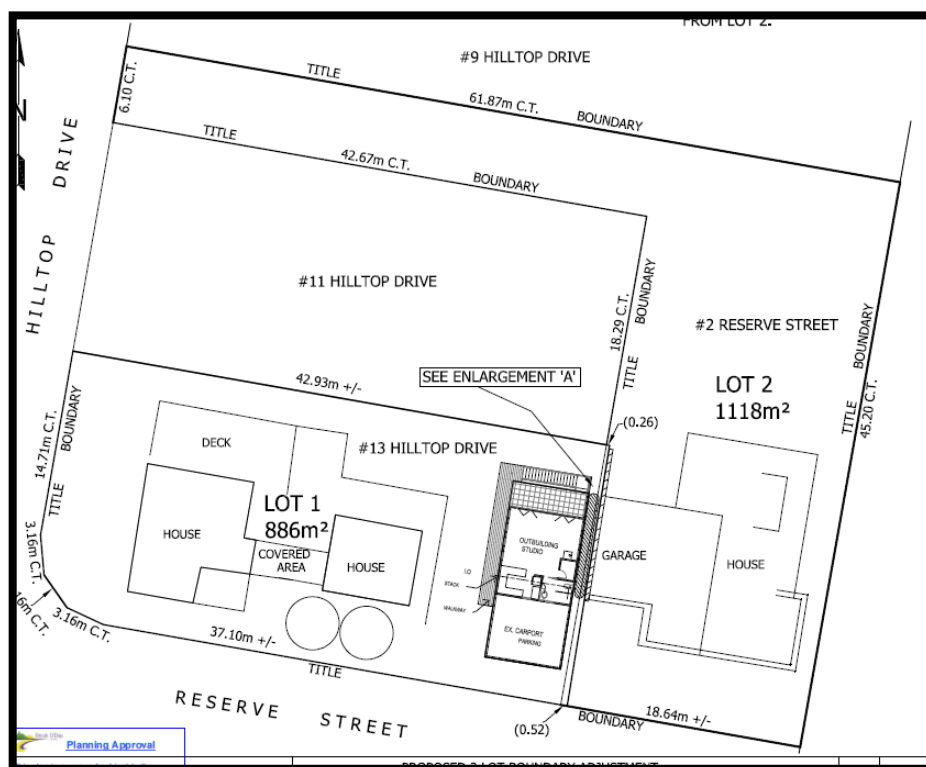 FROM LOT 2.
#9 HILLTOP DRIVE
TITLE
61.87m C.T.
BOUNDARY
6.10 C.T.
TITLE
42.67m C.T.
BOUNDARY
HILLTOP DRIVE
#11 HILLTOP DRIVE
BOUNDARY
18.29 C.T.
TITLE
#2 RESERVE STREET
LOT 2
1118m²
BOUNDARY
45.20 C.T.
TITLE
42.93m +/-
SEE ENLARGEMENT 'A'
(0.26)
BOUNDARY
14.71m C.T.
TITLE
#13 HILLTOP DRIVE
DECK
LOT 1
886m²
HOUSE
COVERED
AREA
HOUSE
OUTBUILDING
STUDIO
I.O
STACK
WALKWAY
EX. CARPORT
PARKING
GARAGE
HOUSE
3.16m C.T.
16m C.T.
3.16m C.T.
37.10m +/-
TITLE
RESERVE STREET
(0.52)
BOUNDARY
18.64m +/-
Planning Approval
PROPOSED 2 LOT BOUNDARY ADJUSTMENT